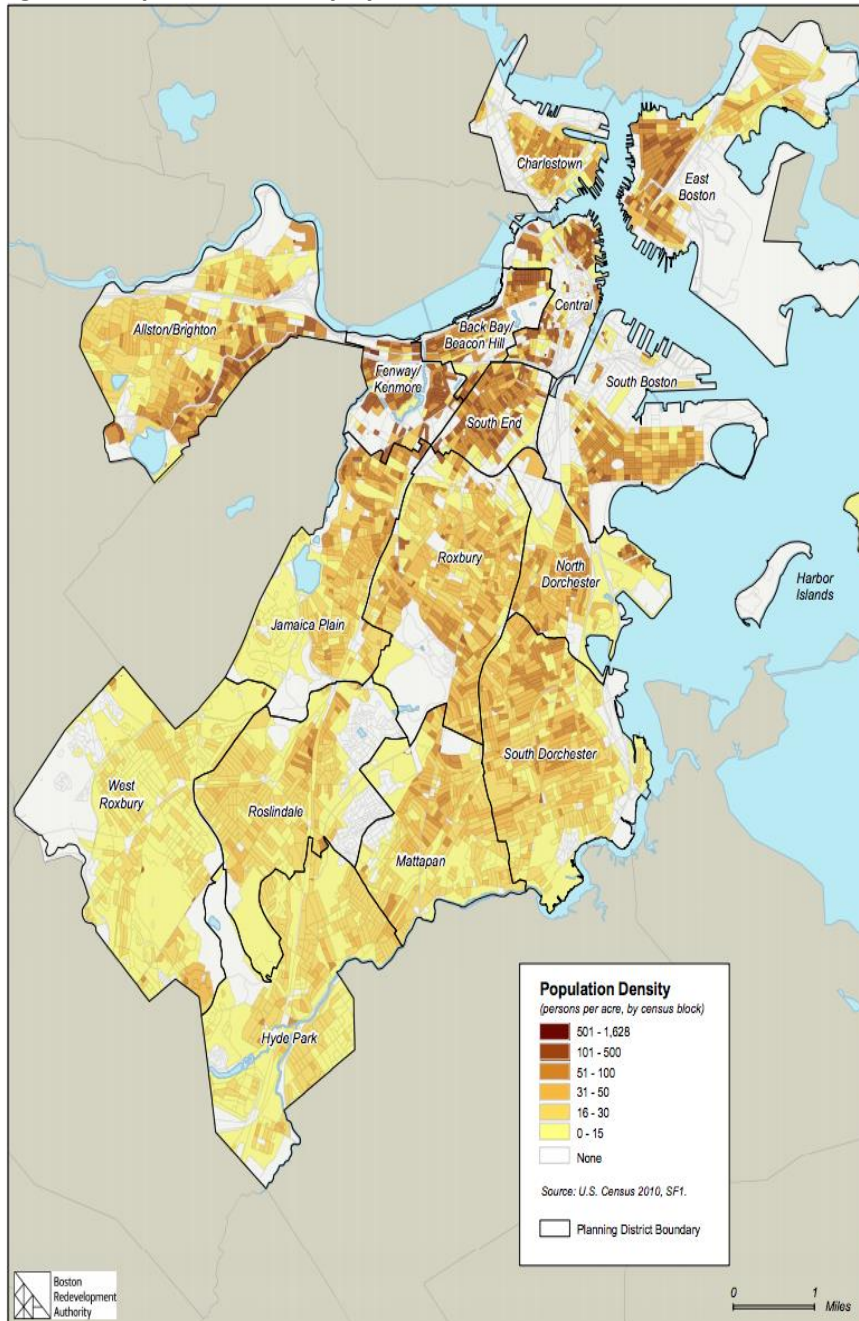 Charlestown
East
Boston
Central
Allston/Brighton
Back Bay/
Beacon Hill
Fenway/
Kenmore
South Boston
South End
Roxbury
North
Dorchester
Harbor
Islands
Jamaica Plain
South Dorchester
West
Roxbury
Roslindale
Mattapan
Hyde Park
Population Density
(persons per acre, by census block)
501 - 1,628
101 - 500
51 - 100
31 - 50
16 - 30
0 - 15
None
Source: U.S. Census 2010, SF1.
Planning District Boundary
Boston
Redevelopment
Authority
0 1
Miles